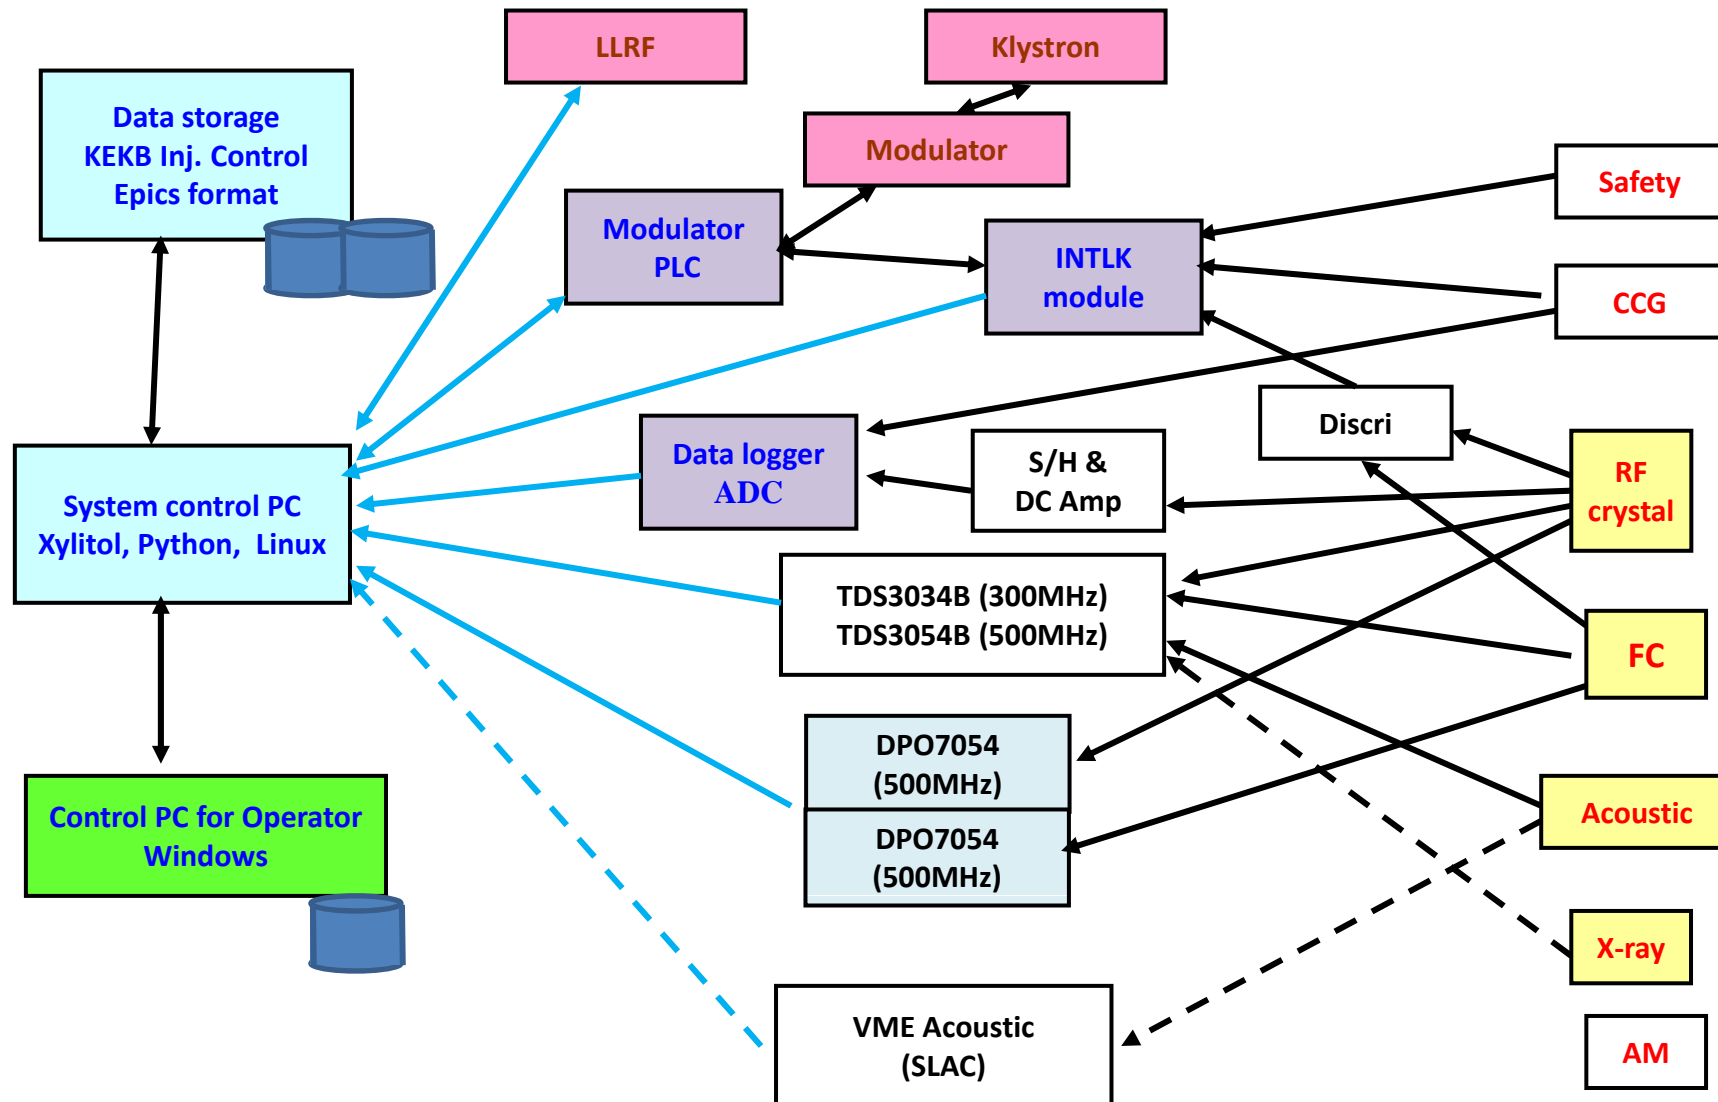 LLRF
Klystron
Data storage
KEKB Inj. Control
Epics format
Modulator
Safety
Modulator
PLC
INTLK
module
CCG
Discri
Data logger
ADC
S/H &
DC Amp
RF
crystal
System control PC
Xylitol, Python, Linux
TDS3034B (300MHz)
TDS3054B (500MHz)
FC
DPO7054
(500MHz)
Control PC for Operator
Windows
DPO7054
(500MHz)
Acoustic
X-ray
VME Acoustic
(SLAC)
AM